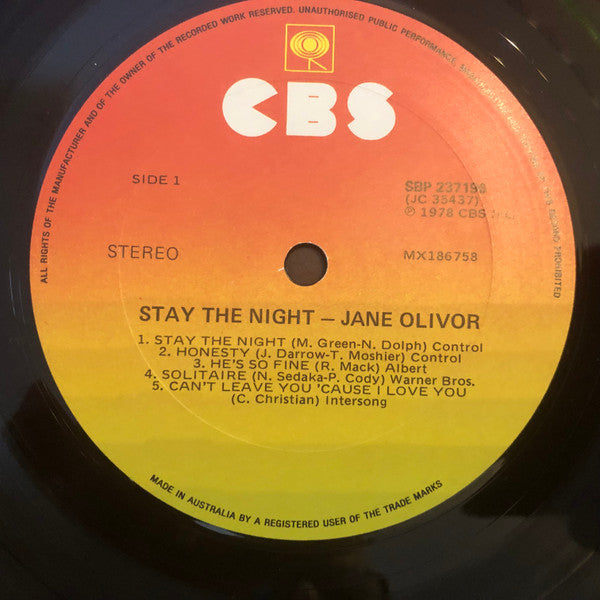 ALL RIGHTS OF THE MANUFACTURER AND OF THE OWNER OF THE RECORDED WORK RESERVED. UNAUTHORISED PUBLIC PERFORMANCE,
PROHIBITED
CBS
SIDE 1
SBP 237199
(JC 35437)
℗ 1978 CBS
STEREO
MX186758
STAY THE NIGHT – JANE OLIVOR
1. STAY THE NIGHT (M. Green-N. Dolph) Control
2. HONESTY (J. Darrow-T. Moshier) Control
3. HE'S SO FINE (R. Mack) Albert
4. SOLITAIRE (N. Sedaka-P. Cody) Warner Bros.
5. CAN'T LEAVE YOU 'CAUSE I LOVE YOU
(C. Christian) Intersong
MADE IN AUSTRALIA BY A REGISTERED USER OF THE TRADE MARKS